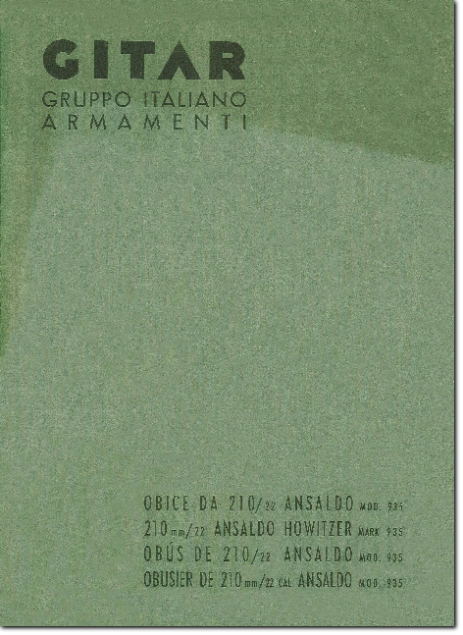 GITAR
GRUPPO ITALIANO
ARMAMENTI
OBICE DA 210/22 ANSALDO MOD. 935
210 mm/22 ANSALDO HOWITZER MARK 935
OBÚS DE 210/22 ANSALDO MOD. 935
OBUSIER DE 210 mm/22 CAL. ANSALDO MOD. 935